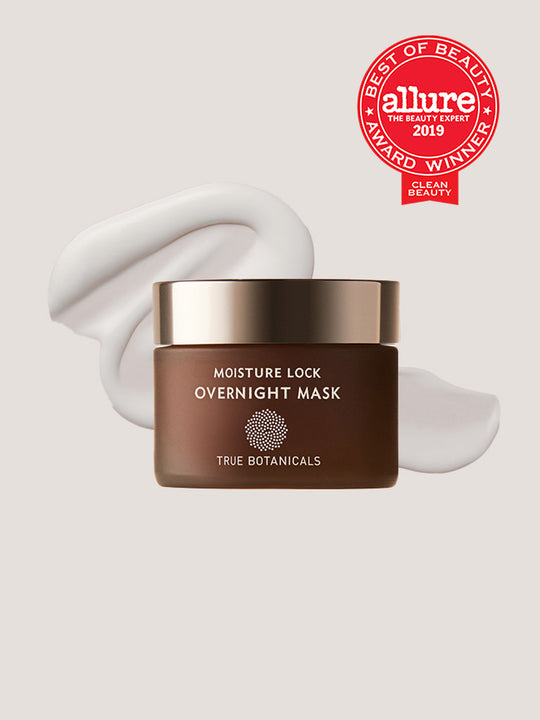 BEST OF BEAUTY
allure
THE BEAUTY EXPERT
2019
AWARD WINNER
CLEAN
BEAUTY
MOISTURE LOCK
OVERNIGHT MASK
TRUE BOTANICALS